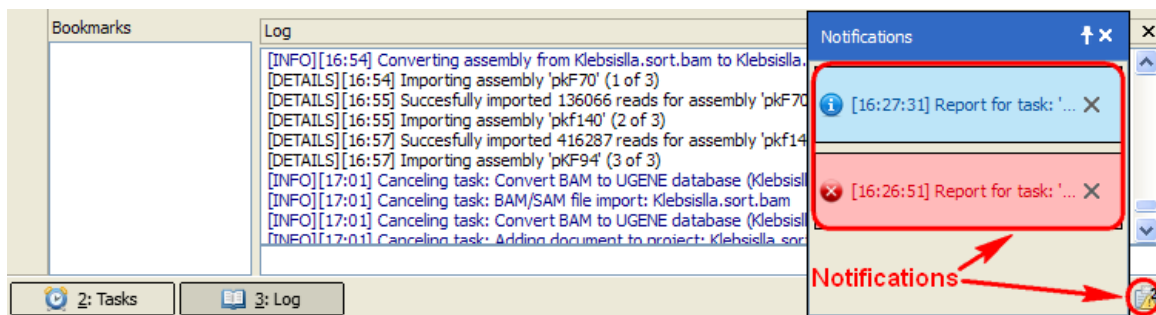 Bookmarks
Log
[INFO][16:54] Converting assembly from Klebsislla.sort.bam to Klebsislla.
[DETAILS][16:54] Importing assembly 'pkF70' (1 of 3)
[DETAILS][16:55] Succesfully imported 136066 reads for assembly 'pkF70
[DETAILS][16:55] Importing assembly 'pkf140' (2 of 3)
[DETAILS][16:57] Succesfully imported 416287 reads for assembly 'pkf14
[DETAILS][16:57] Importing assembly 'pKF94' (3 of 3)
[INFO][17:01] Canceling task: Convert BAM to UGENE database (Klebsisll
[INFO][17:01] Canceling task: BAM/SAM file import: Klebsislla.sort.bam
[INFO][17:01] Canceling task: Convert BAM to UGENE database (Klebsisll
[INFO][17:01] Canceling task: Adding document to project: Klebsislla.sor
Notifications
[16:27:31] Report for task: '...
[16:26:51] Report for task: '...
Notifications
2: Tasks
3: Log
2